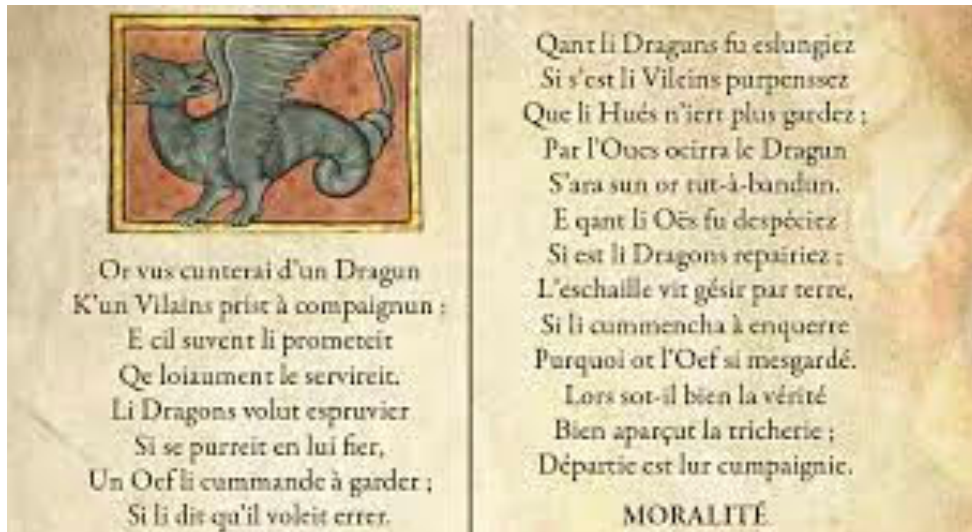 Or vus cunterai d'un Dragun
K'un Vilains prist à compaignun :
E cil suvent li prometeit
Qe loiaument le servireit.
Li Dragons volut espruvier
Si se purreit en lui fier,
Un Oef li cummande à garder ;
Si li dit qu'il voleit errer.
Qant li Draguns fu eslungiez
Si s'est li Vileins purpenssez
Que li Hués n'iert plus gardez ;
Par l'Oues ocirra le Dragun
S'ara sun or tut-à-bandun.
E qant li Oës fu despéciez
Si est li Dragons repairiez ;
L'eschaille vit gésir par terre,
Si li cummencha à enquerre
Purquoi ot l'Oef si mesgardé.
Lors sot-il bien la vérité
Bien aparçut la tricherie ;
Départie est lur cumpaignie.
MORALITÉ